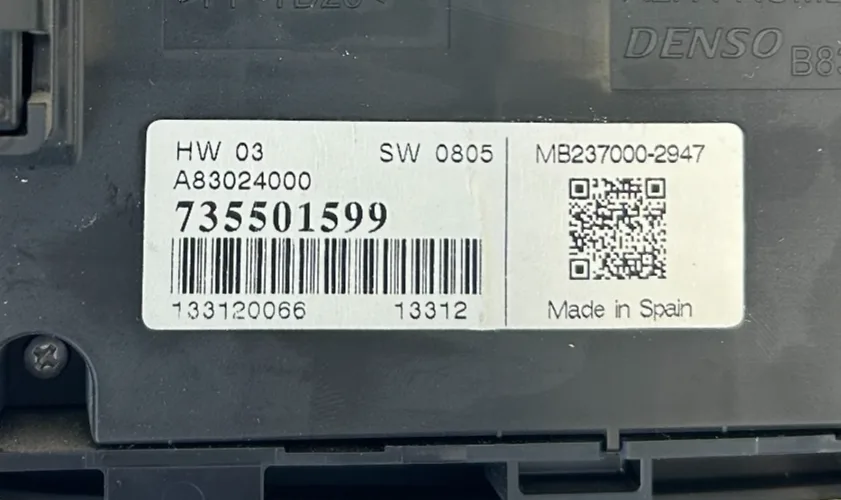 DENSO
HW 03 SW 0805
A83024000
735501599
133120066 13312
MB237000-2947
Made in Spain